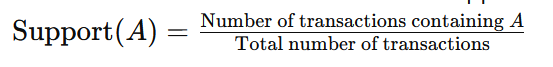 Support(A) = Number of transactions containing A / Total number of transactions